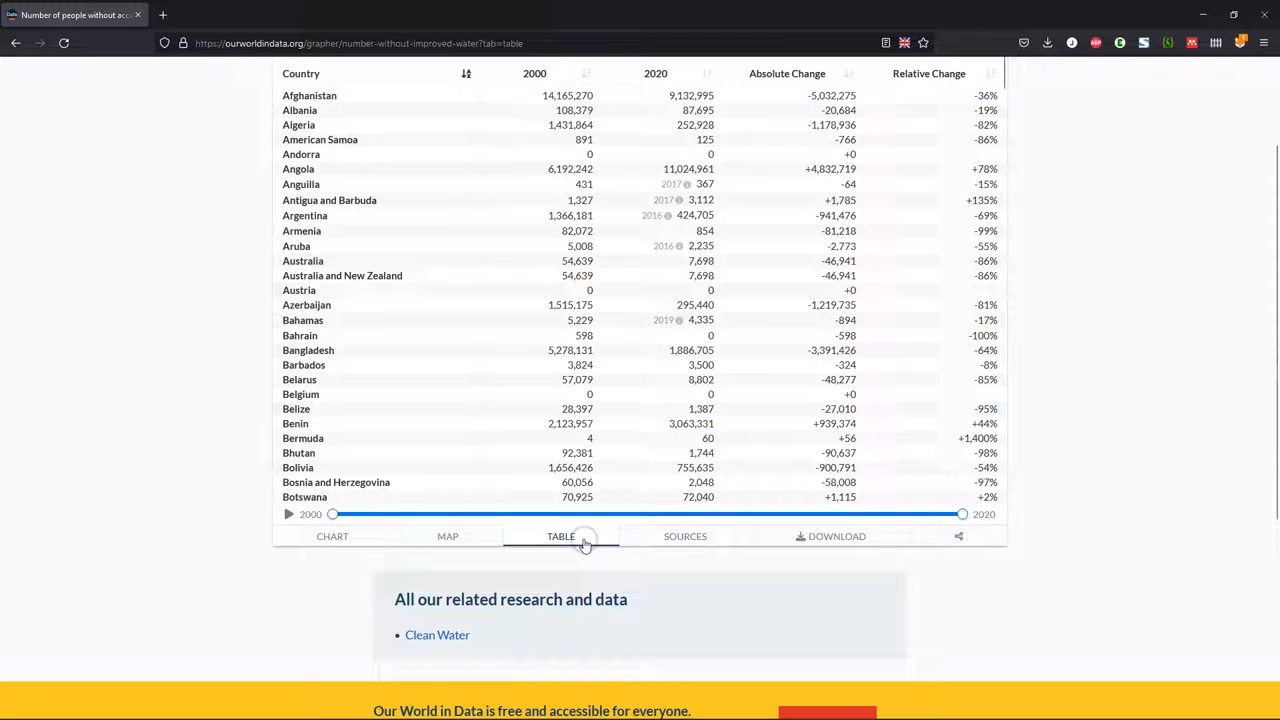 Number of people without acc
https://ourworldindata.org/grapher/number-without-improved-water?tab=table
Country 2000 2020 Absolute Change Relative Change
Afghanistan 14,165,270 9,132,995 -5,032,275 -36%
Albania 108,379 87,695 -20,684 -19%
Algeria 1,431,864 252,928 -1,178,936 -82%
American Samoa 891 125 -766 -86%
Andorra 0 0 +0
Angola 6,192,242 11,024,961 +4,832,719 +78%
Anguilla 431 2017 367 -64 -15%
Antigua and Barbuda 1,327 2017 3,112 +1,785 +135%
Argentina 1,366,181 2016 424,705 -941,476 -69%
Armenia 82,072 854 -81,218 -99%
Aruba 5,008 2016 2,235 -2,773 -55%
Australia 54,639 7,698 -46,941 -86%
Australia and New Zealand 54,639 7,698 -46,941 -86%
Austria 0 0 +0
Azerbaijan 1,515,175 295,440 -1,219,735 -81%
Bahamas 5,229 2019 4,335 -894 -17%
Bahrain 598 0 -598 -100%
Bangladesh 5,278,131 1,886,705 -3,391,426 -64%
Barbados 3,824 3,500 -324 -8%
Belarus 57,079 8,802 -48,277 -85%
Belgium 0 0 +0
Belize 28,397 1,387 -27,010 -95%
Benin 2,123,957 3,063,331 +939,374 +44%
Bermuda 4 60 +56 +1,400%
Bhutan 92,381 1,744 -90,637 -98%
Bolivia 1,656,426 755,635 -900,791 -54%
Bosnia and Herzegovina 60,056 2,048 -58,008 -97%
Botswana 70,925 72,040 +1,115 +2%
2000 2020
CHART MAP TABLE SOURCES DOWNLOAD
All our related research and data
• Clean Water
Our World in Data is free and accessible for everyone.